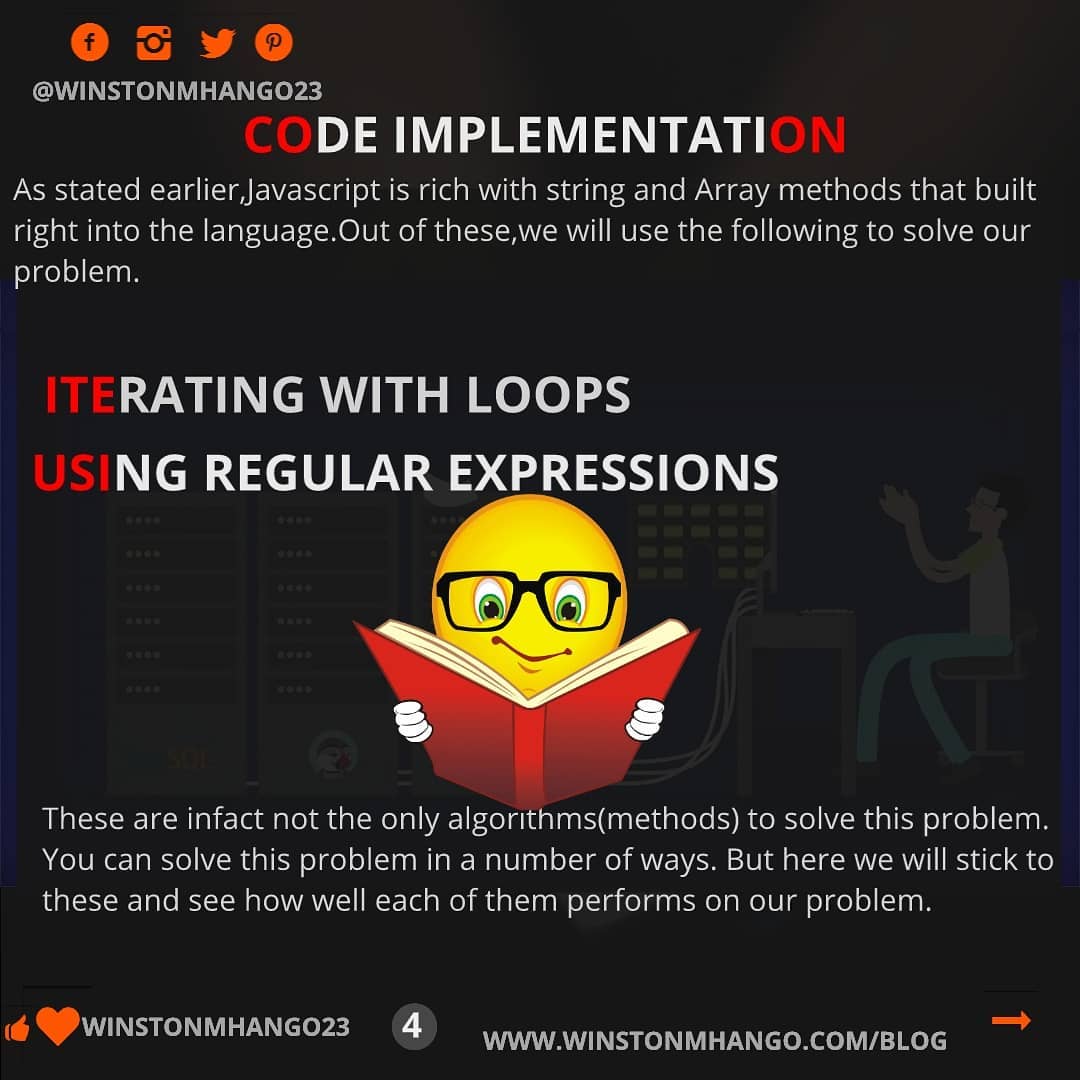 @WINSTONMHANGO23
CODE IMPLEMENTATION
As stated earlier,Javascript is rich with string and Array methods that built
right into the language.Out of these,we will use the following to solve our
problem.
ITERATING WITH LOOPS
USING REGULAR EXPRESSIONS
SQL
These are infact not the only algorithms(methods) to solve this problem.
You can solve this problem in a number of ways. But here we will stick to
these and see how well each of them performs on our problem.
WINSTONMHANGO23
4
WWW.WINSTONMHANGO.COM/BLOG